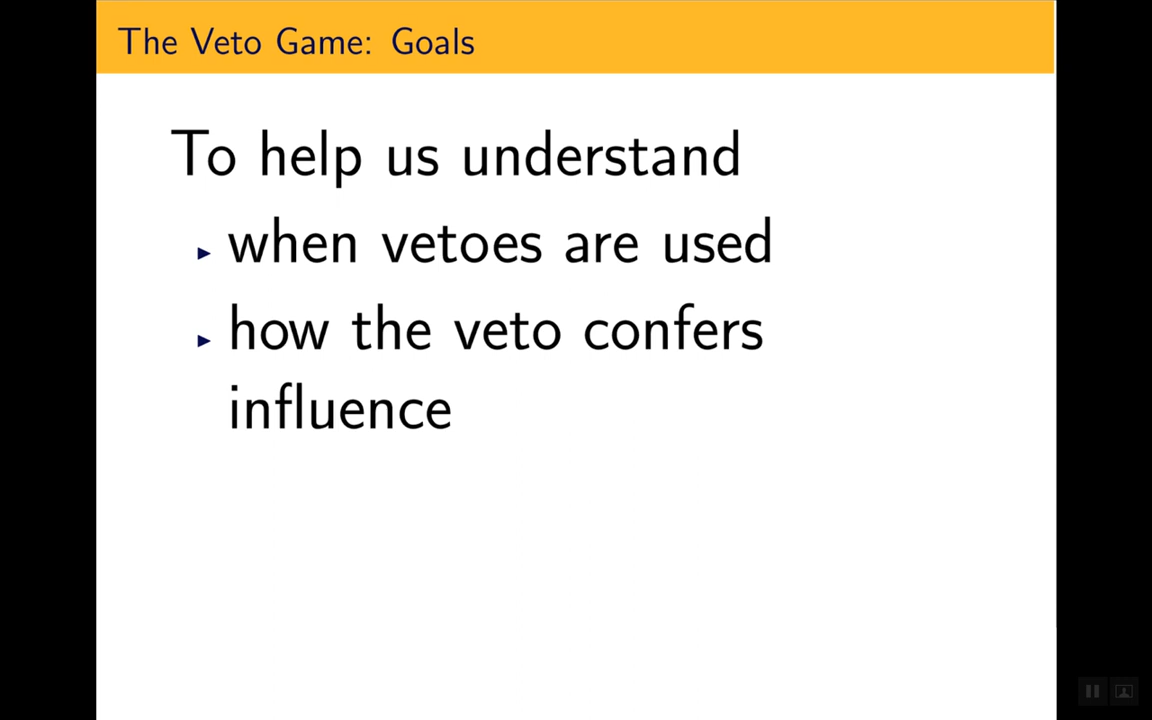 The Veto Game: Goals
To help us understand
when vetoes are used
how the veto confers
influence